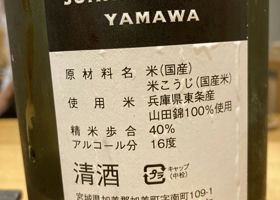 YAMAWA
原材料名 米(国産)
米こうじ(国産米)
使用米 兵庫県東条産
山田錦100%使用
精米歩合 40%
アルコール分 16度
清酒
プラ
キャップ
(中栓)
宮城県加美郡加美町字南町109-1